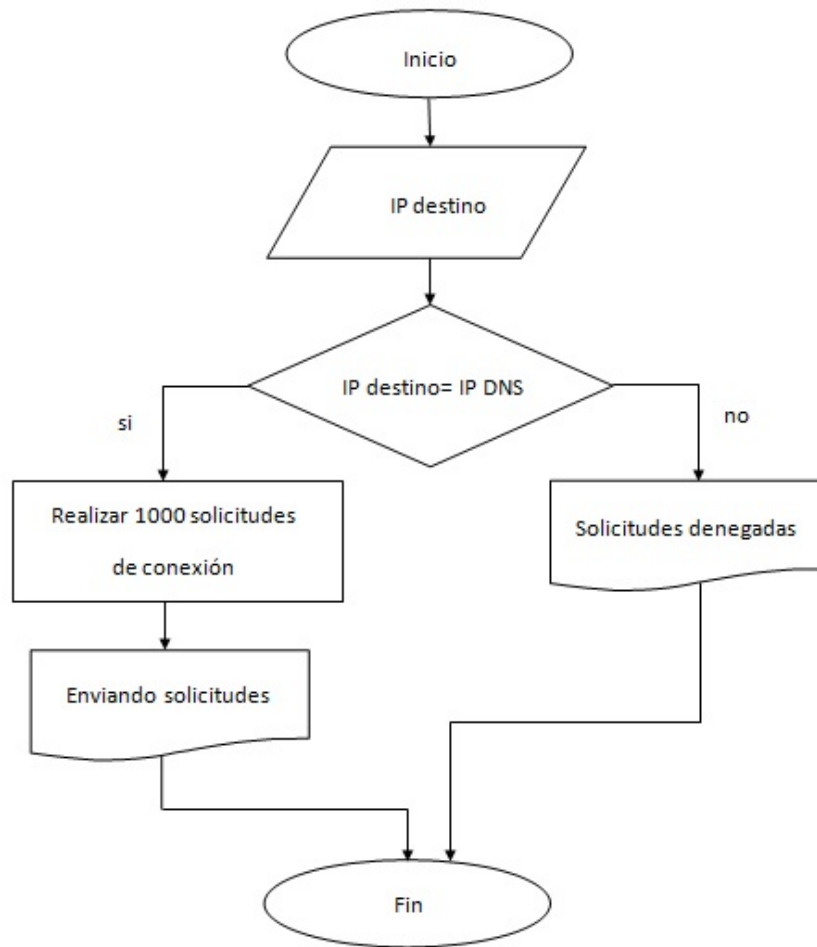 Inicio
IP destino
IP destino= IP DNS
si
no
Realizar 1000 solicitudes
de conexión
Solicitudes denegadas
Enviando solicitudes
Fin